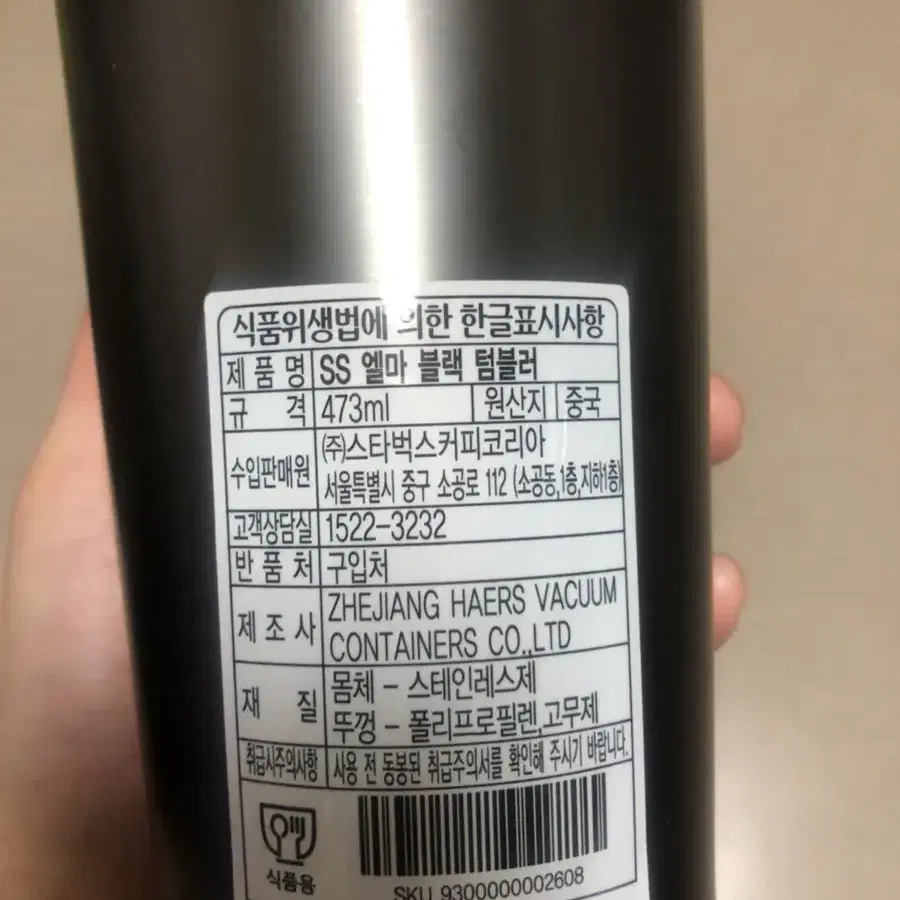 식품위생법에 의한 한글표시사항
제 품 명 SS 엘마 블랙 텀블러
규 격 473ml 원산지 중국
수입판매원 ㈜스타벅스커피코리아
서울특별시 중구 소공로 112 (소공동,1층,지하1층)
고객상담실 1522-3232
반 품 처 구입처
제 조 사 ZHEJIANG HAERS VACUUM
CONTAINERS CO.,LTD
재 질 몸체 - 스테인레스제
뚜껑 - 폴리프로필렌,고무제
취급시주의사항 사용 전 동봉된 취급주의서를 확인해 주시기 바랍니다.
식품용
SKU 9300000002608